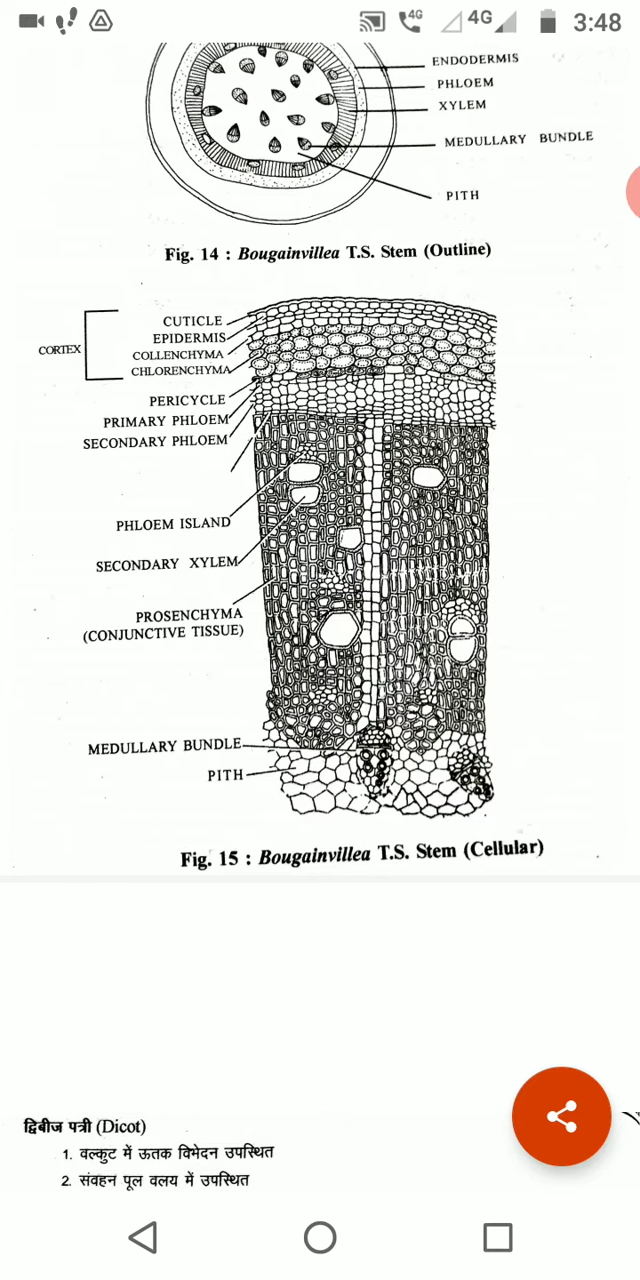 4G
4G
3:48
ENDODERMIS
PHLOEM
XYLEM
MEDULLARY BUNDLE
PITH
Fig. 14 : Bougainvillea T.S. Stem (Outline)
CORTEX
CUTICLE
EPIDERMIS
COLLENCHYMA
CHLORENCHYMA
PERICYCLE
PRIMARY PHLOEM
SECONDARY PHLOEM
PHLOEM ISLAND
SECONDARY XYLEM
PROSENCHYMA
(CONJUNCTIVE TISSUE)
MEDULLARY BUNDLE
PITH
Fig. 15 : Bougainvillea T.S. Stem (Cellular)
द्विबीज पत्री (Dicot)
1. वल्कुट में ऊतक विभेदन उपस्थित
2. संवहन पूल वलय में उपस्थित